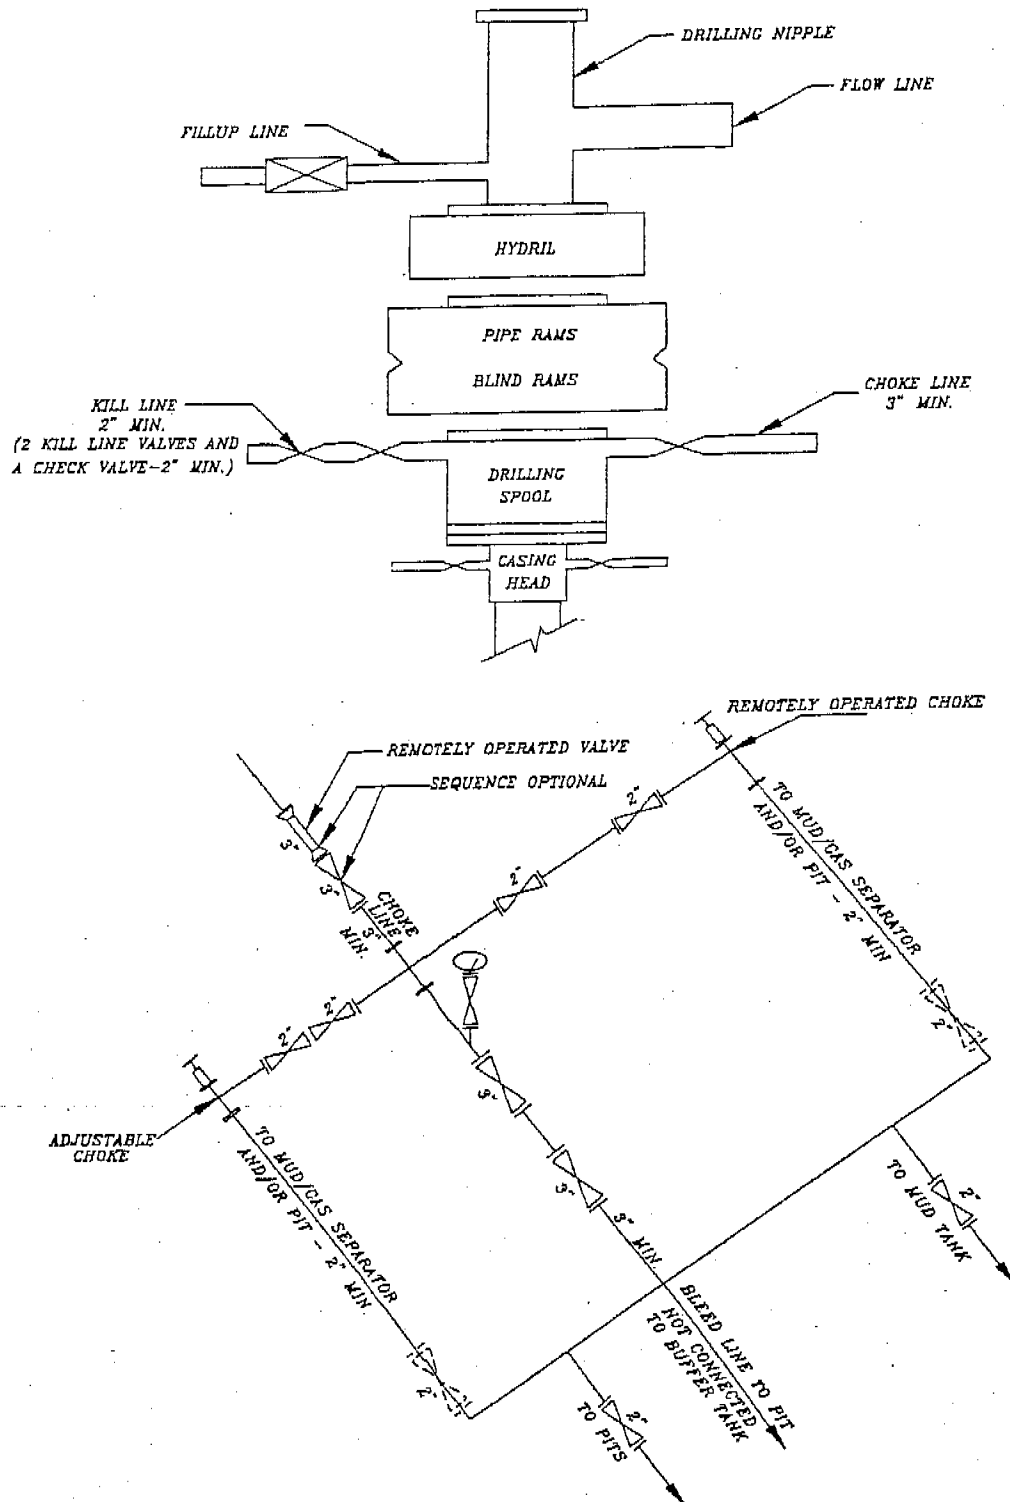 DRILLING NIPPLE
FLOW LINE
FILLUP LINE
HYDRIL
PIPE RAMS
BLIND RAMS
KILL LINE
2" MIN.
(2 KILL LINE VALVES AND
A CHECK VALVE-2" MIN.)
CHOKE LINE
3" MIN.
DRILLING
SPOOL
CASING
HEAD
REMOTELY OPERATED CHOKE
REMOTELY OPERATED VALVE
SEQUENCE OPTIONAL
3"
3"
CHOKE
LINE
3"
MIN.
2"
2"
TO MUD/GAS SEPARATOR
AND/OR PIT - 2" MIN
2"
2"
2"
3"
3"
3" MIN.
2"
ADJUSTABLE
CHOKE
TO MUD/GAS SEPARATOR
AND/OR PIT - 2" MIN.
2"
2"
TO MUD TANK
BLEED LINE TO PIT
NOT CONNECTED
TO BUFFER TANK
2"
TO PITS